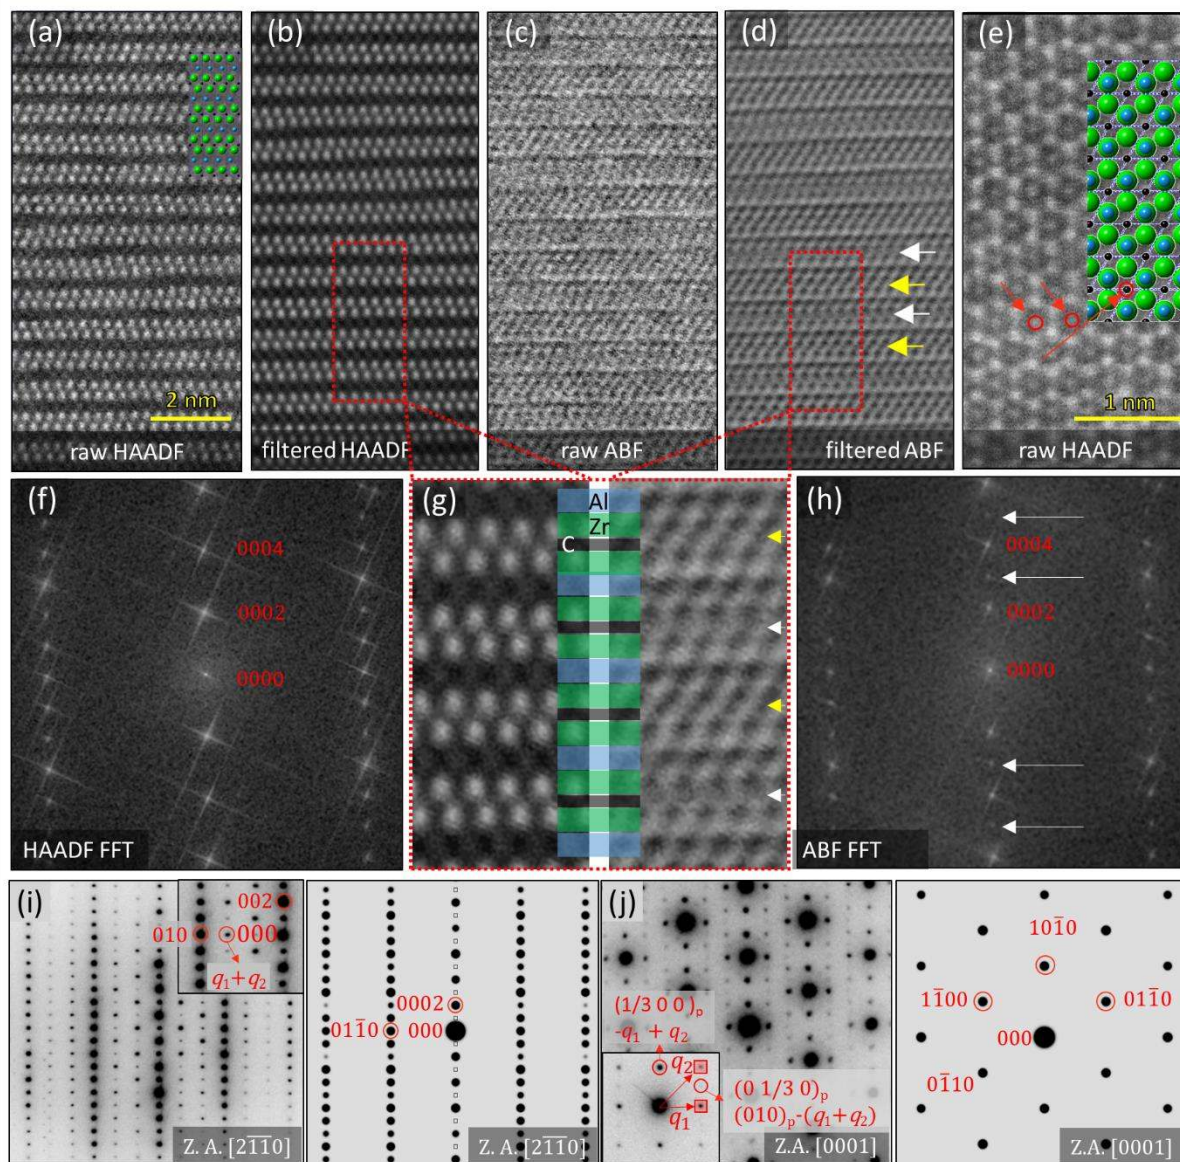 (a)
2 nm
raw HAADF
(b)
filtered HAADF
(c)
raw ABF
(d)
filtered ABF
(e)
1 nm
raw HAADF
(f)
0004
0002
0000
HAADF FFT
(g)
Al
Zr
C
(h)
0004
0002
0000
ABF FFT
(i)
002
010
000
q₁+q₂
Z. A. [21̅1̅0]
0002
011̅0
000
Z. A. [21̅1̅0]
(j)
(1/3 0 0)ₚ
-q₁ + q₂
q₂
q₁
(0 1/3 0)ₚ
(010)ₚ-(q₁+q₂)
Z.A. [0001]
101̅0
11̅00
011̅0
000
01̅10
Z.A. [0001]